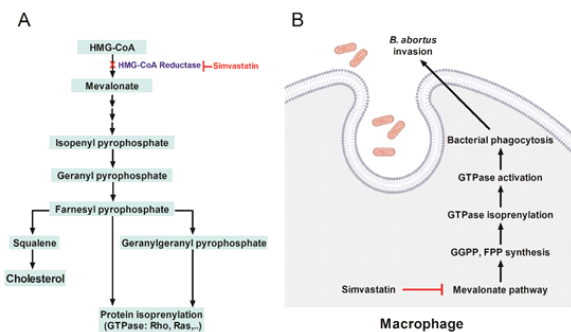 A
HMG-CoA
HMG-CoA Reductase
Simvastatin
Mevalonate
Isopenyl pyrophosphate
Geranyl pyrophosphate
Farnesyl pyrophosphate
Squalene
Geranylgeranyl pyrophosphate
Cholesterol
Protein isoprenylation
(GTPase: Rho, Ras,..)
B
B. abortus
invasion
Bacterial phagocytosis
GTPase activation
GTPase isoprenylation
GGPP, FPP synthesis
Simvastatin
Mevalonate pathway
Macrophage